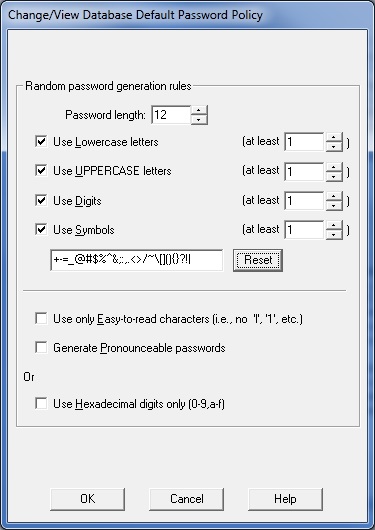 Change/View Database Default Password Policy
Random password generation rules
Password length: 12
Use Lowercase letters (at least 1 )
Use UPPERCASE letters (at least 1 )
Use Digits (at least 1 )
Use Symbols (at least 1 )
+-=_@#$%^&;:,.<>/~\[](){}?!| Reset
Use only Easy-to-read characters (i.e., no 'l', '1', etc.)
Generate Pronounceable passwords
Or
Use Hexadecimal digits only (0-9,a-f)
OK Cancel Help